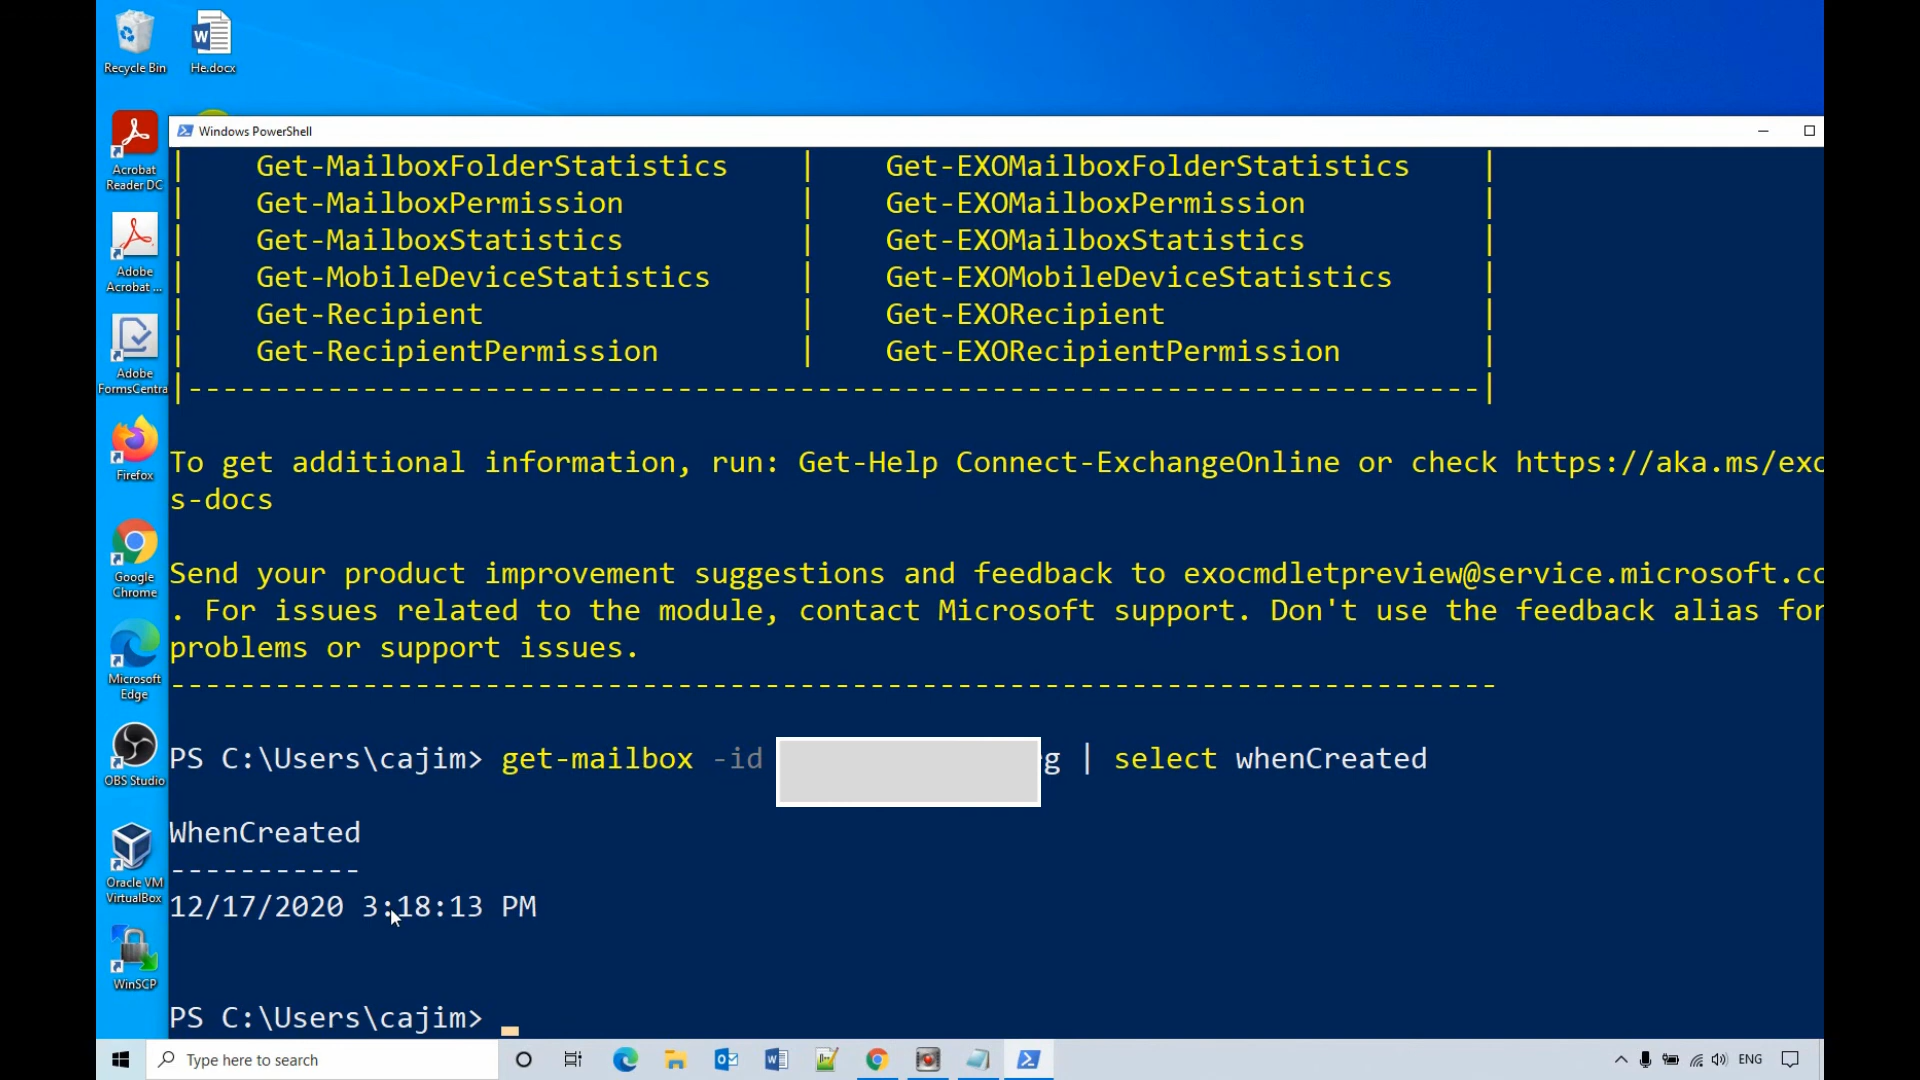 Recycle Bin
He.docx
Acrobat
Reader DC
Adobe
Acrobat ...
Adobe
FormsCentra
Firefox
Google
Chrome
Microsoft
Edge
OBS Studio
Oracle VM
VirtualBox
WinSCP
Windows PowerShell
| Get-MailboxFolderStatistics | Get-EXOMailboxFolderStatistics |
| Get-MailboxPermission | Get-EXOMailboxPermission |
| Get-MailboxStatistics | Get-EXOMailboxStatistics |
| Get-MobileDeviceStatistics | Get-EXOMobileDeviceStatistics |
| Get-Recipient | Get-EXORecipient |
| Get-RecipientPermission | Get-EXORecipientPermission |
|--------------------------------------------------------------------------|
To get additional information, run: Get-Help Connect-ExchangeOnline or check https://aka.ms/exo
s-docs
Send your product improvement suggestions and feedback to exocmdletpreview@service.microsoft.co
. For issues related to the module, contact Microsoft support. Don't use the feedback alias for
problems or support issues.
----------------------------------------------------------------------------
PS C:\Users\cajim> get-mailbox -id g | select whenCreated
WhenCreated
-----------
12/17/2020 3:18:13 PM
PS C:\Users\cajim>
Type here to search
ENG